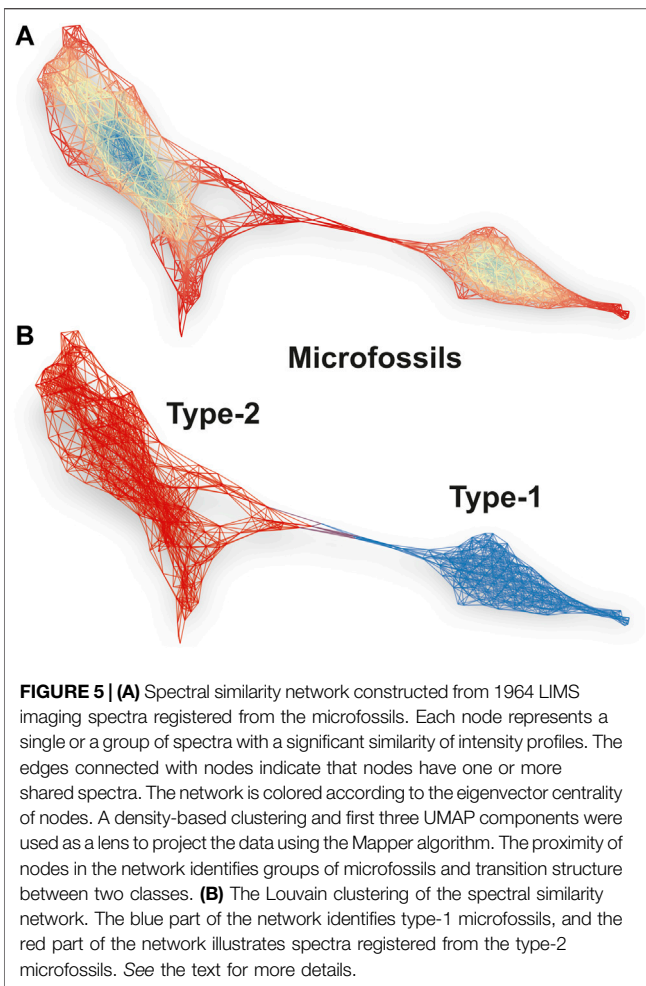 A
B
Microfossils
Type-2
Type-1
FIGURE 5 | (A) Spectral similarity network constructed from 1964 LIMS
imaging spectra registered from the microfossils. Each node represents a
single or a group of spectra with a significant similarity of intensity profiles. The
edges connected with nodes indicate that nodes have one or more
shared spectra. The network is colored according to the eigenvector centrality
of nodes. A density-based clustering and first three UMAP components were
used as a lens to project the data using the Mapper algorithm. The proximity of
nodes in the network identifies groups of microfossils and transition structure
between two classes. (B) The Louvain clustering of the spectral similarity
network. The blue part of the network identifies type-1 microfossils, and the
red part of the network illustrates spectra registered from the type-2
microfossils. See the text for more details.